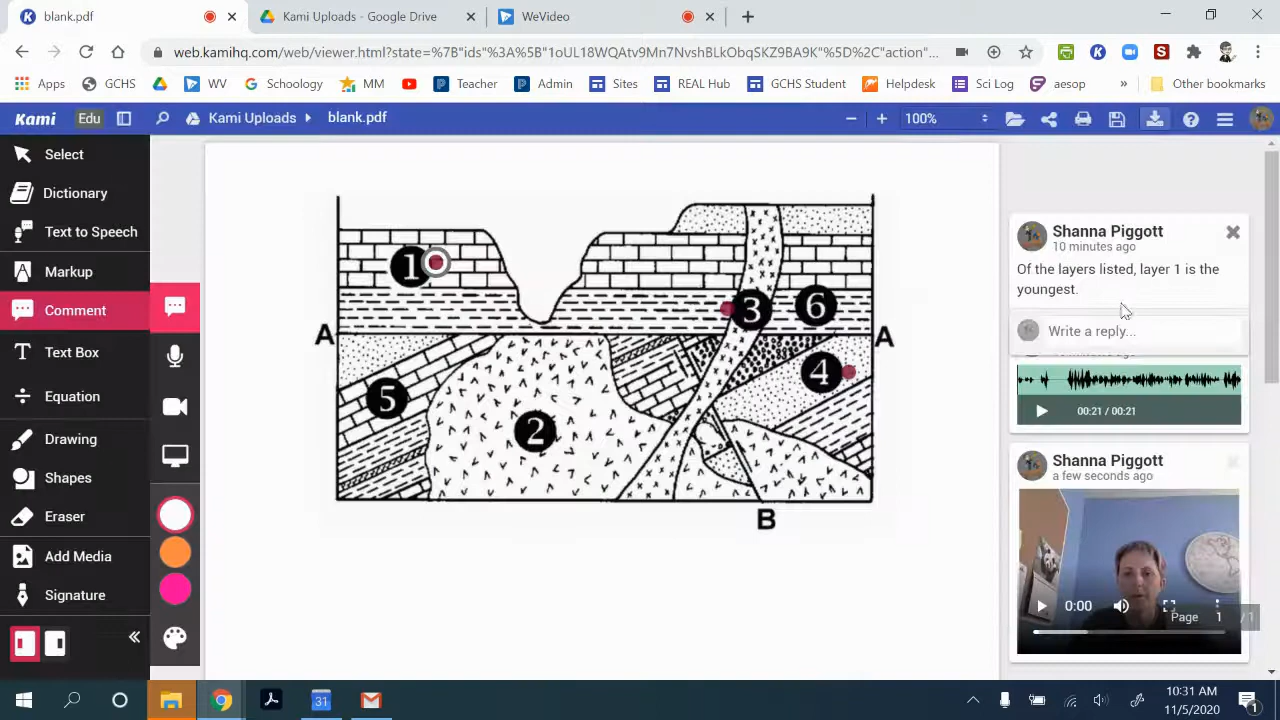 blank.pdf
Kami Uploads - Google Drive
WeVideo
web.kamihq.com/web/viewer.html?state=%7B"ids"%3A%5B"1oUL18WQAtv9Mn7NvshBLkObqSKZ9BA9K"%5D%2C"action"...
Apps
GCHS
WV
Schoology
MM
Teacher
Admin
Sites
REAL Hub
GCHS Student
Helpdesk
Sci Log
aesop
»
Other bookmarks
Kami
Edu
Kami Uploads
blank.pdf
100%
Select
Dictionary
Text to Speech
Markup
Comment
Text Box
Equation
Drawing
Shapes
Eraser
Add Media
Signature
1
3
6
A
A
4
5
2
B
Shanna Piggott
10 minutes ago
Of the layers listed, layer 1 is the
youngest.
Write a reply...
00:21 / 00:21
Shanna Piggott
a few seconds ago
0:00
Page 1 / 1
31
10:31 AM
11/5/2020
1